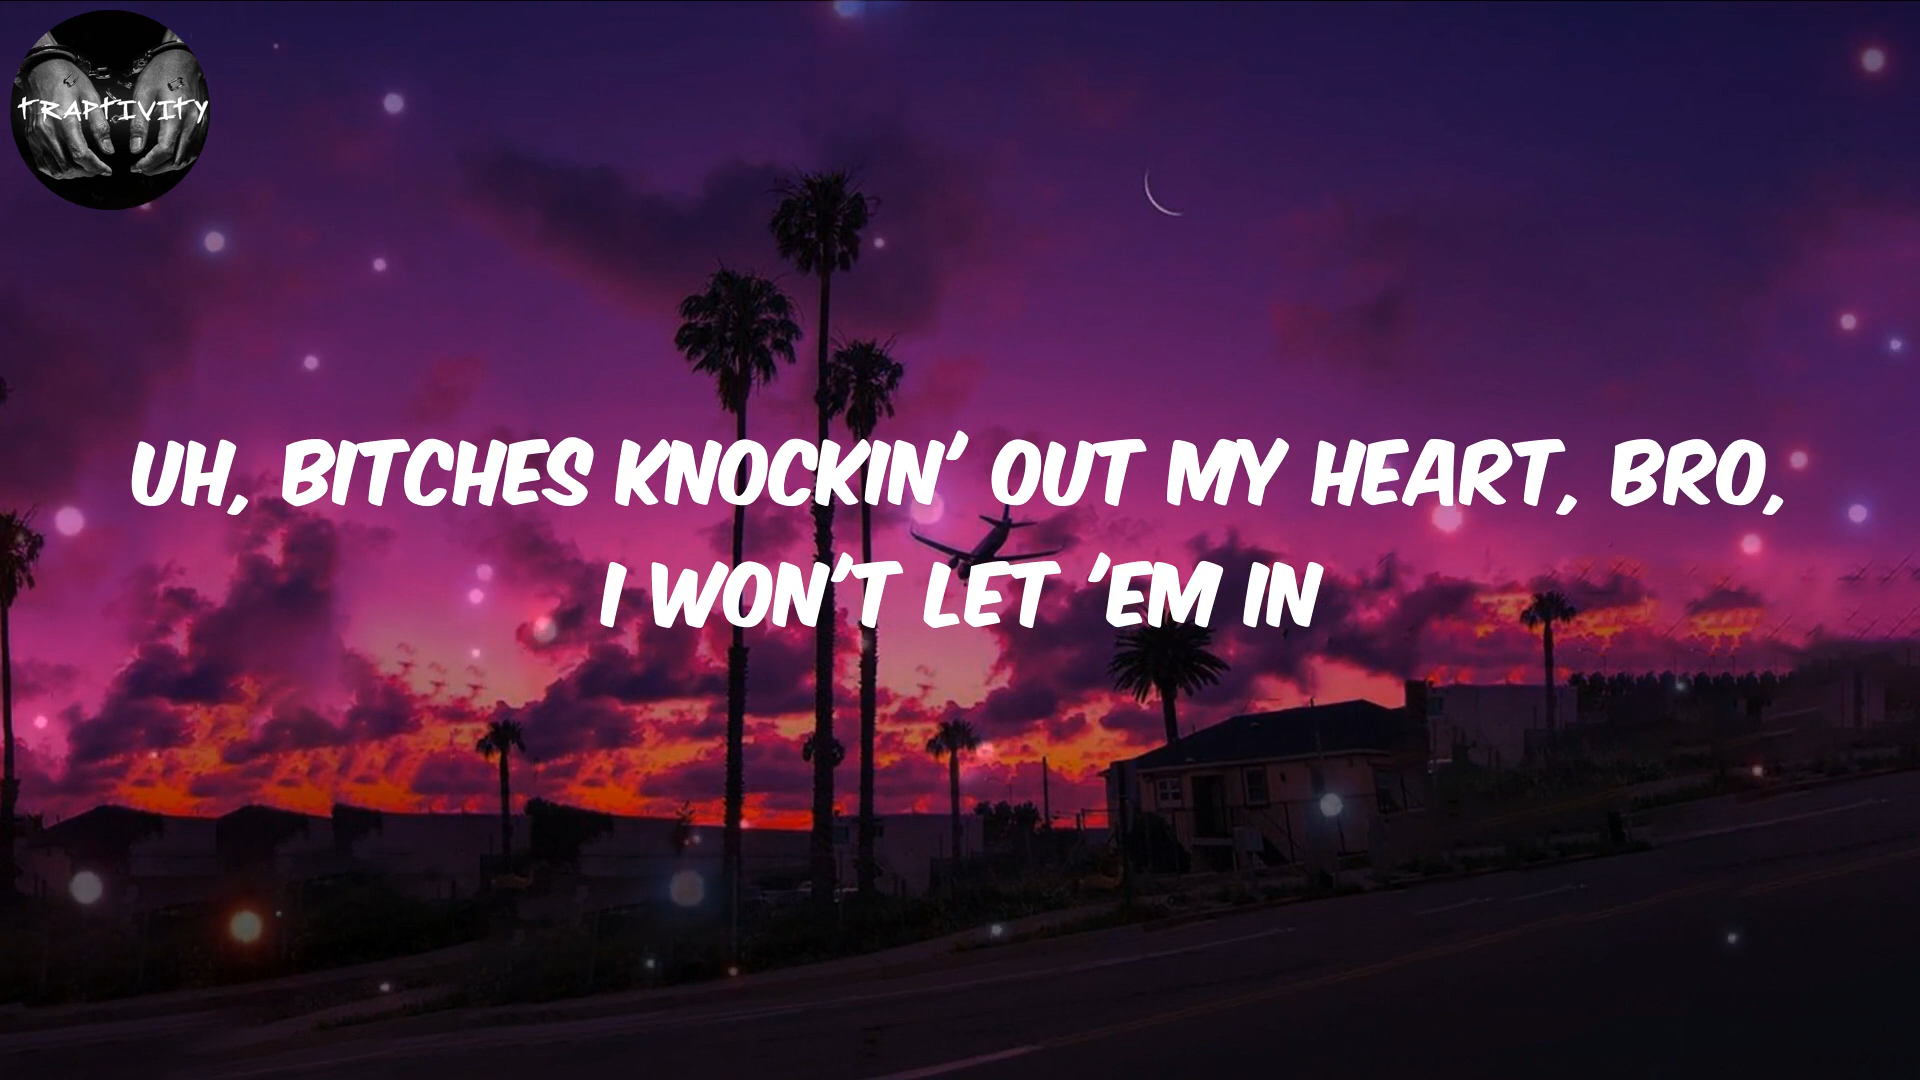 TRAPTIVITY
UH, BITCHES KNOCKIN' OUT MY HEART, BRO,
I WON'T LET 'EM IN